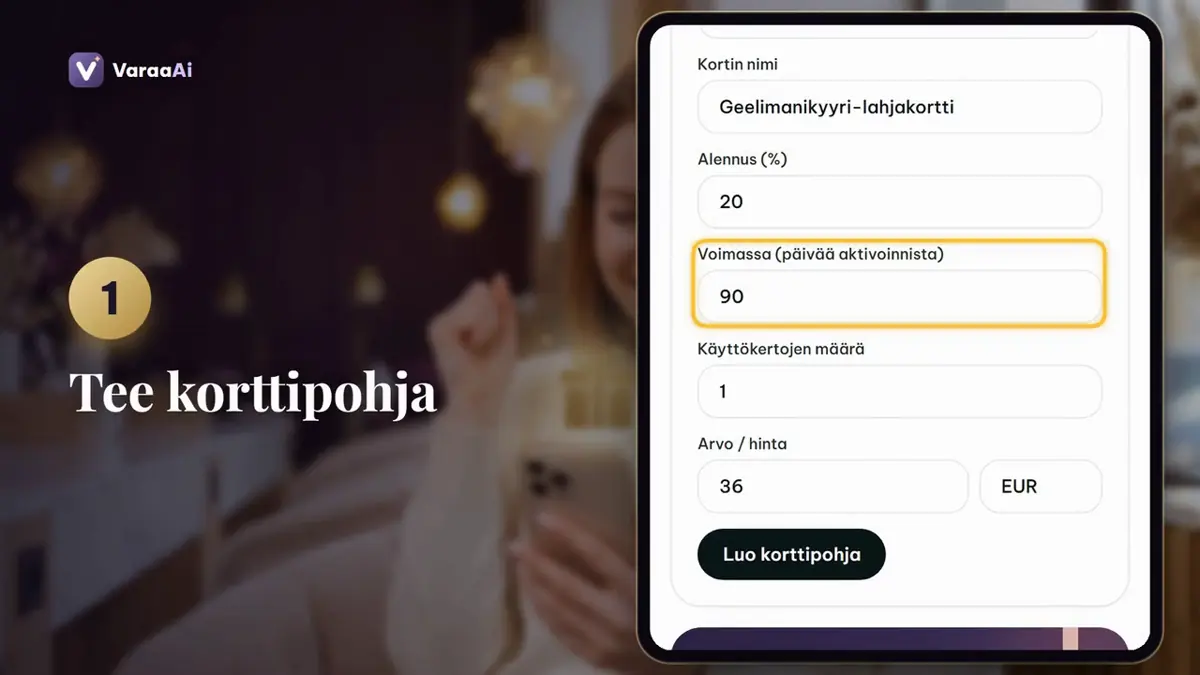 VaraaAi
1
Tee korttipohja
Kortin nimi
Geelimanikyyri-lahjakortti
Alennus (%)
20
Voimassa (päivää aktivoinnista)
90
Käyttökertojen määrä
1
Arvo / hinta
36
EUR
Luo korttipohja